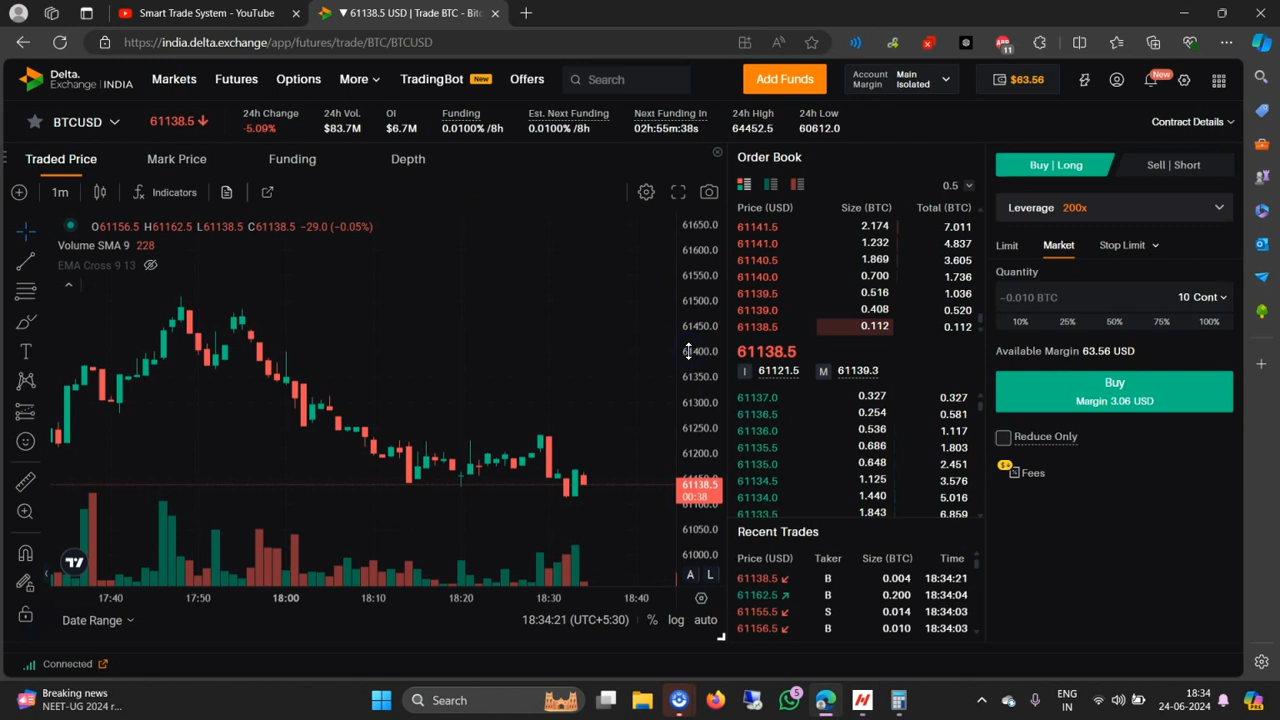 Smart Trade System - YouTube
▼ 61138.5 USD | Trade BTC - Bitc
https://india.delta.exchange/app/futures/trade/BTC/BTCUSD
11
Delta.
Exchange INDIA
Markets
Futures
Options
More
TradingBot New
Offers
Search
Add Funds
Account Main
Margin Isolated
$63.56
New
BTCUSD
61138.5
24h Change
-5.09%
24h Vol.
$83.7M
OI
$6.7M
Funding
0.0100% /8h
Est. Next Funding
0.0100% /8h
Next Funding In
02h:55m:38s
24h High
64452.5
24h Low
60612.0
Contract Details
Traded Price
Mark Price
Funding
Depth
1m
Indicators
O61156.5 H61162.5 L61138.5 C61138.5 -29.0 (-0.05%)
Volume SMA 9 228
EMA Cross 9 13
61650.0
61600.0
61550.0
61500.0
61450.0
61400.0
61350.0
61300.0
61250.0
61200.0
61150.0
61138.5
00:38
61100.0
61050.0
61000.0
A L
17:40 17:50 18:00 18:10 18:20 18:30 18:40
Date Range
18:34:21 (UTC+5:30) % log auto
Order Book
0.5
Price (USD) Size (BTC) Total (BTC)
61141.5 2.174 7.011
61141.0 1.232 4.837
61140.5 1.869 3.605
61140.0 0.700 1.736
61139.5 0.516 1.036
61139.0 0.408 0.520
61138.5 0.112 0.112
61138.5
I 61121.5 M 61139.3
61137.0 0.327 0.327
61136.5 0.254 0.581
61136.0 0.536 1.117
61135.5 0.686 1.803
61135.0 0.648 2.451
61134.5 1.125 3.576
61134.0 1.440 5.016
61133.5 1.843 6.859
Recent Trades
Price (USD) Taker Size (BTC) Time
61138.5 B 0.004 18:34:21
61162.5 B 0.200 18:34:04
61155.5 S 0.014 18:34:03
61156.5 B 0.010 18:34:03
Buy | Long
Sell | Short
Leverage 200x
Limit
Market
Stop Limit
Quantity
~0.010 BTC
10 Cont
10% 25% 50% 75% 100%
Available Margin 63.56 USD
Buy
Margin 3.06 USD
Reduce Only
Fees
Connected
Breaking news
NEET-UG 2024 r...
Search
5
ENG
IN
18:34
24-06-2024